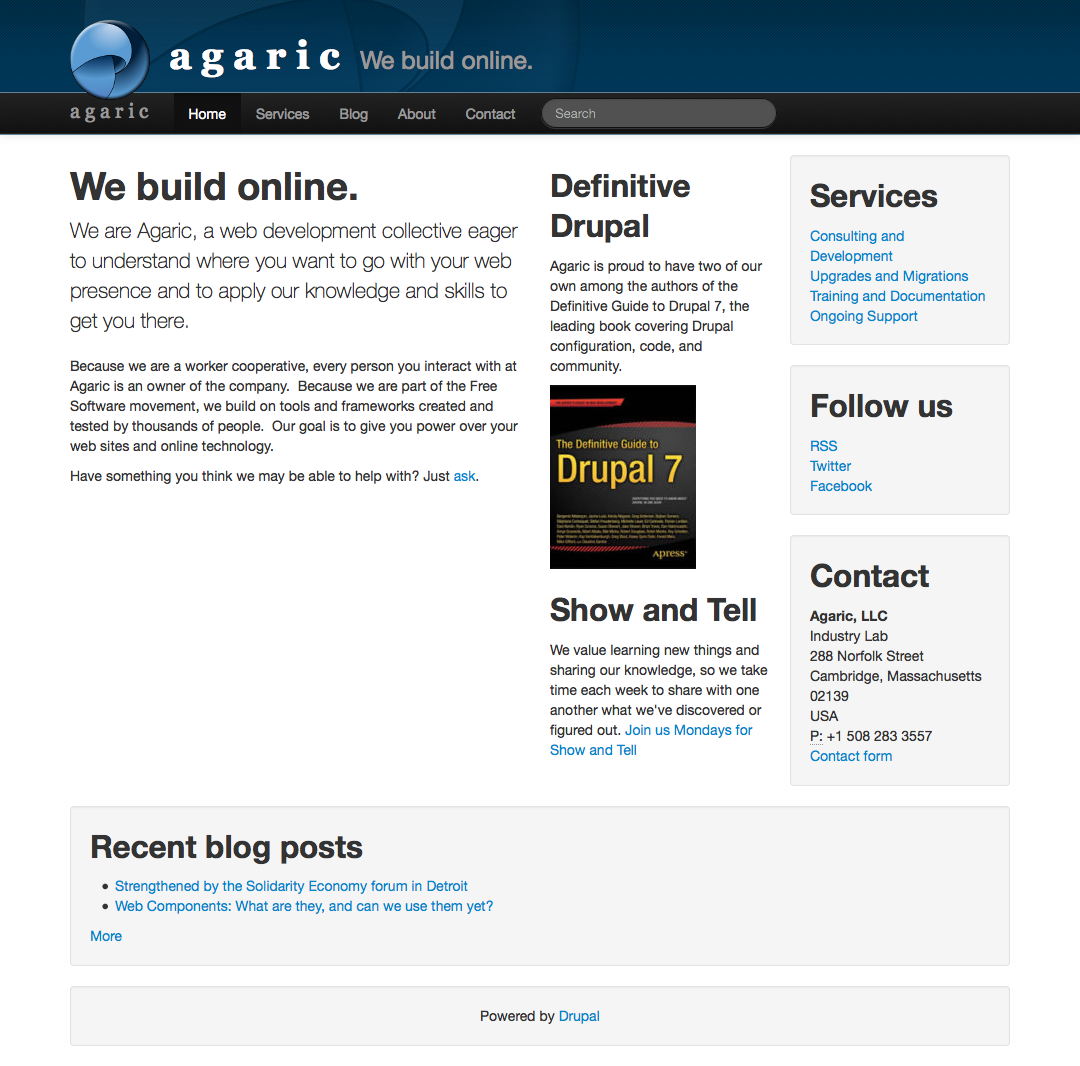 agaric We build online.
agaric Home Services Blog About Contact Search
We build online.
We are Agaric, a web development collective eager
to understand where you want to go with your web
presence and to apply our knowledge and skills to
get you there.
Because we are a worker cooperative, every person you interact with at
Agaric is an owner of the company.  Because we are part of the Free
Software movement, we build on tools and frameworks created and
tested by thousands of people.  Our goal is to give you power over your
web sites and online technology.
Have something you think we may be able to help with? Just ask.
Definitive
Drupal
Agaric is proud to have two of our
own among the authors of the
Definitive Guide to Drupal 7, the
leading book covering Drupal
configuration, code, and
community.
The Definitive Guide to
Drupal 7
Apress®
Show and Tell
We value learning new things and
sharing our knowledge, so we take
time each week to share with one
another what we've discovered or
figured out. Join us Mondays for
Show and Tell
Services
Consulting and
Development
Upgrades and Migrations
Training and Documentation
Ongoing Support
Follow us
RSS
Twitter
Facebook
Contact
Agaric, LLC
Industry Lab
288 Norfolk Street
Cambridge, Massachusetts
02139
USA
P: +1 508 283 3557
Contact form
Recent blog posts
• Strengthened by the Solidarity Economy forum in Detroit
• Web Components: What are they, and can we use them yet?
More
Powered by Drupal